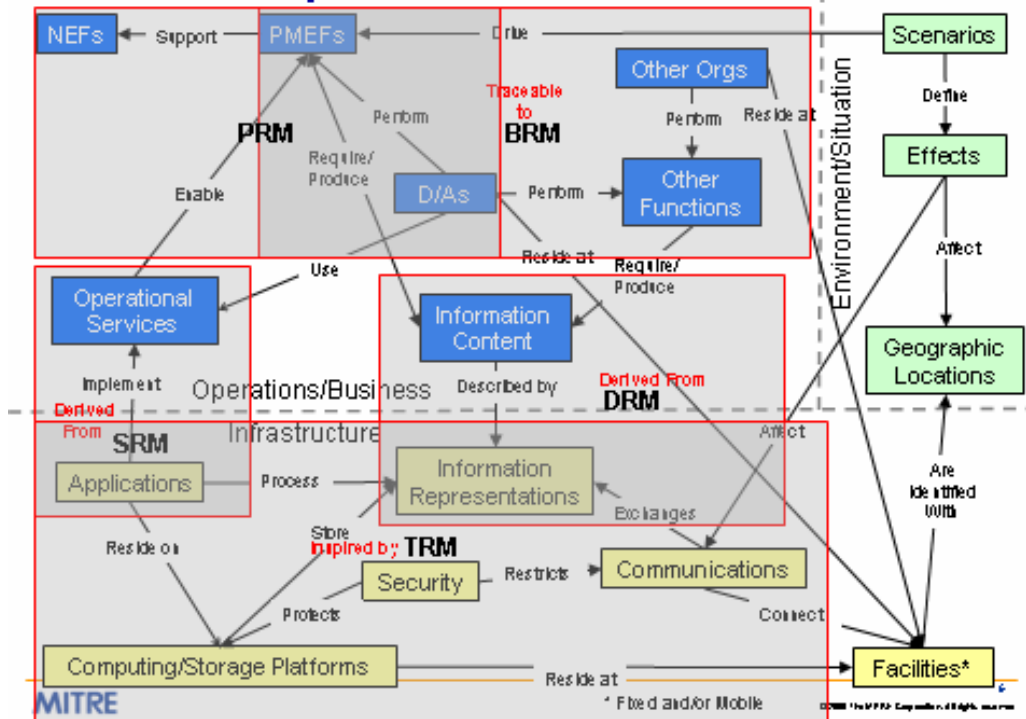 NEFs
Support
PMEFs
Drive
Scenarios
Other Orgs
Traceable
to
BRM
PRM
Perform
Perform
Reside at
Define
Environment/Situation
Effects
Require/
Produce
Enable
D/As
Perform
Other
Functions
Affect
Use
Reside at
Require/
Produce
Operational
Services
Information
Content
Geographic
Locations
Implement
Operations/Business
Described by
Derived From
DRM
Derived
From
SRM
Infrastructure
Affect
Applications
Process
Information
Representations
Are
Identified
With
Exchanges
Reside on
Store
Inspired by TRM
Security
Restricts
Communications
Protects
Connect
Computing/Storage Platforms
Reside at
Facilities*
MITRE
* Fixed and/or Mobile